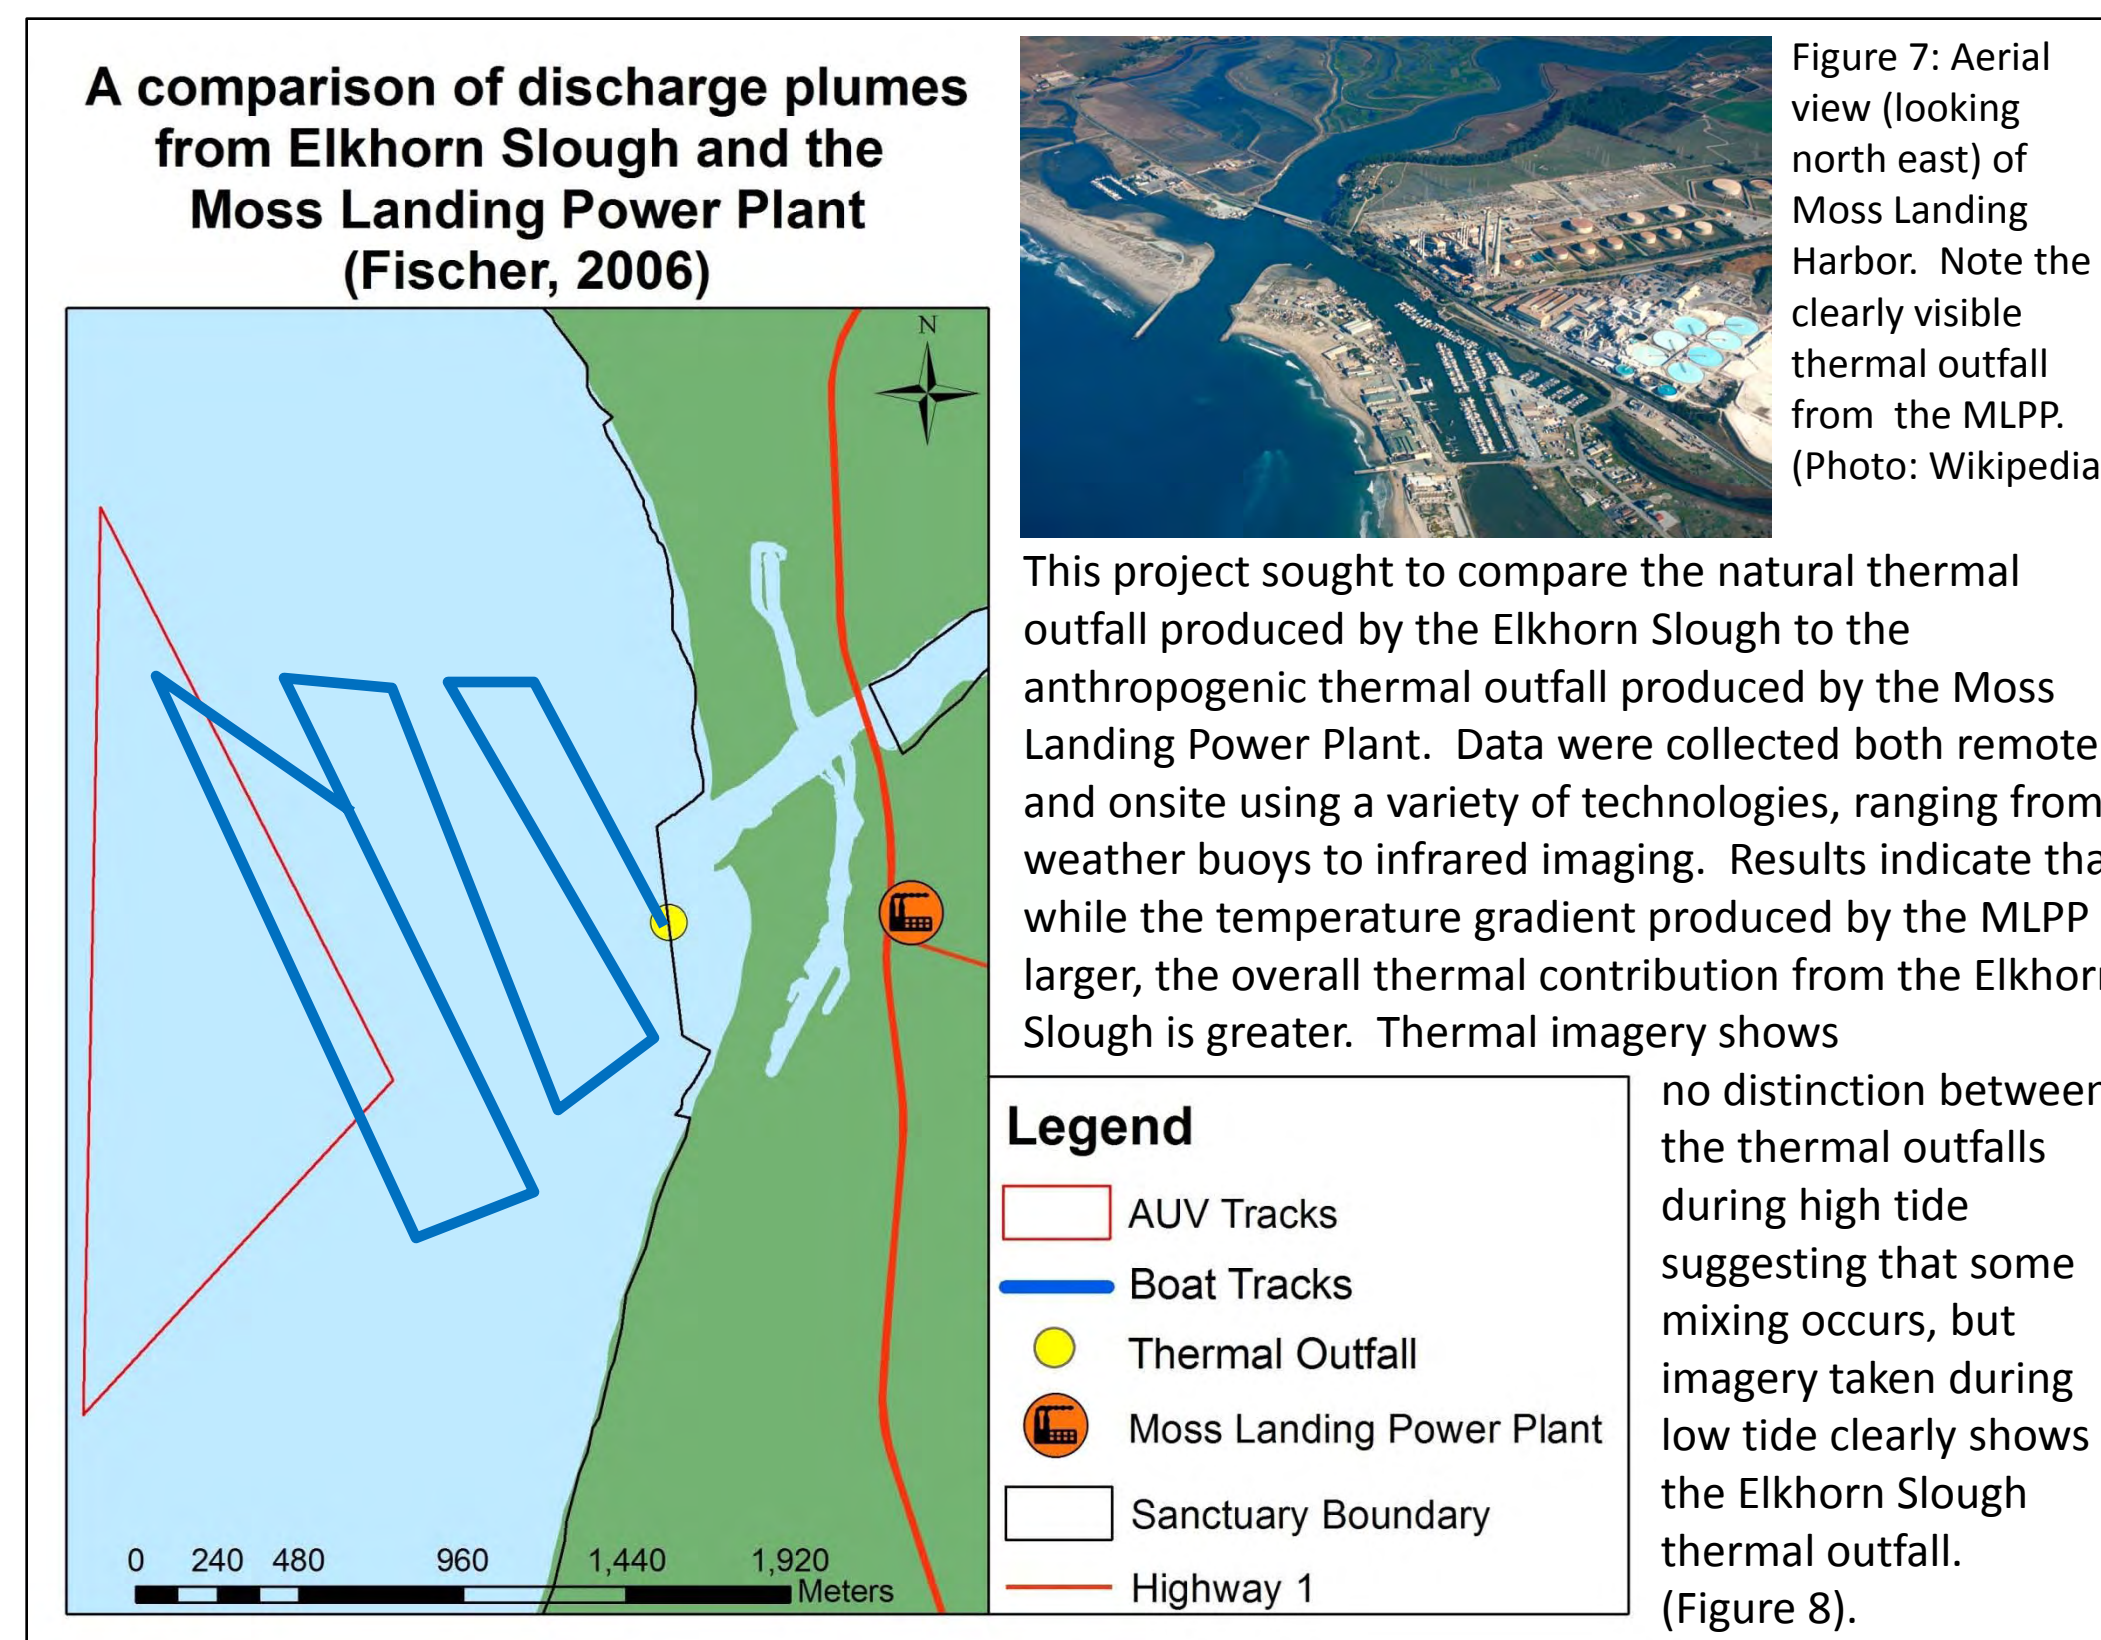 A comparison of discharge plumes
from Elkhorn Slough and the
Moss Landing Power Plant
(Fischer, 2006)
N
0 240 480 960 1,440 1,920
Meters
Figure 7: Aerial
view (looking
north east) of
Moss Landing
Harbor. Note the
clearly visible
thermal outfall
from the MLPP.
(Photo: Wikipedia
This project sought to compare the natural thermal
outfall produced by the Elkhorn Slough to the
anthropogenic thermal outfall produced by the Moss
Landing Power Plant. Data were collected both remote
and onsite using a variety of technologies, ranging from
weather buoys to infrared imaging. Results indicate tha
while the temperature gradient produced by the MLPP
larger, the overall thermal contribution from the Elkhorn
Slough is greater. Thermal imagery shows
no distinction between
the thermal outfalls
during high tide
suggesting that some
mixing occurs, but
imagery taken during
low tide clearly shows
the Elkhorn Slough
thermal outfall.
(Figure 8).
Legend
AUV Tracks
Boat Tracks
Thermal Outfall
Moss Landing Power Plant
Sanctuary Boundary
Highway 1